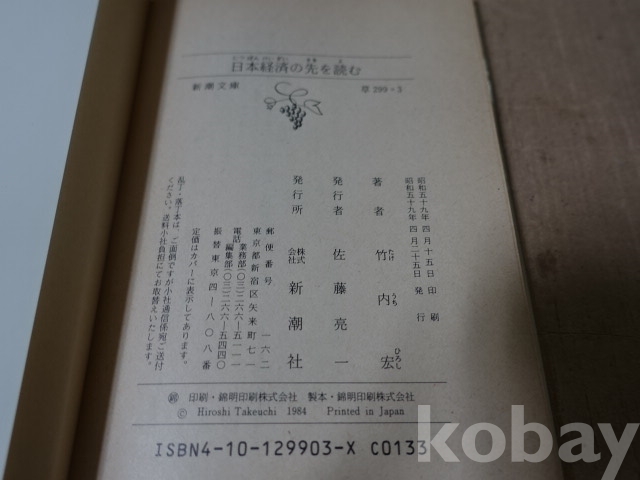 日本経済の先を読む
新潮文庫
草 299=3
昭和五十九年四月十五日 印刷
昭和五十九年四月二十五日 発行
著者 竹内宏
たけ うち ひろし
発行者 佐藤亮一
発行所 株式会社 新潮社
郵便番号 一六二
東京都新宿区矢来町七一
電話 業務部(〇三)二六六―五一一一
編集部(〇三)二六六―五四四〇
振替東京四―八〇八番
定価はカバーに表示してあります。
乱丁・落丁本は、ご面倒ですが小社通信係宛ご送付
ください。送料小社負担にてお取替えいたします。
印刷・錦明印刷株式会社 製本・錦明印刷株式会社
© Hiroshi Takeuchi 1984 Printed in Japan
ISBN4-10-129903-X C0133
kobay